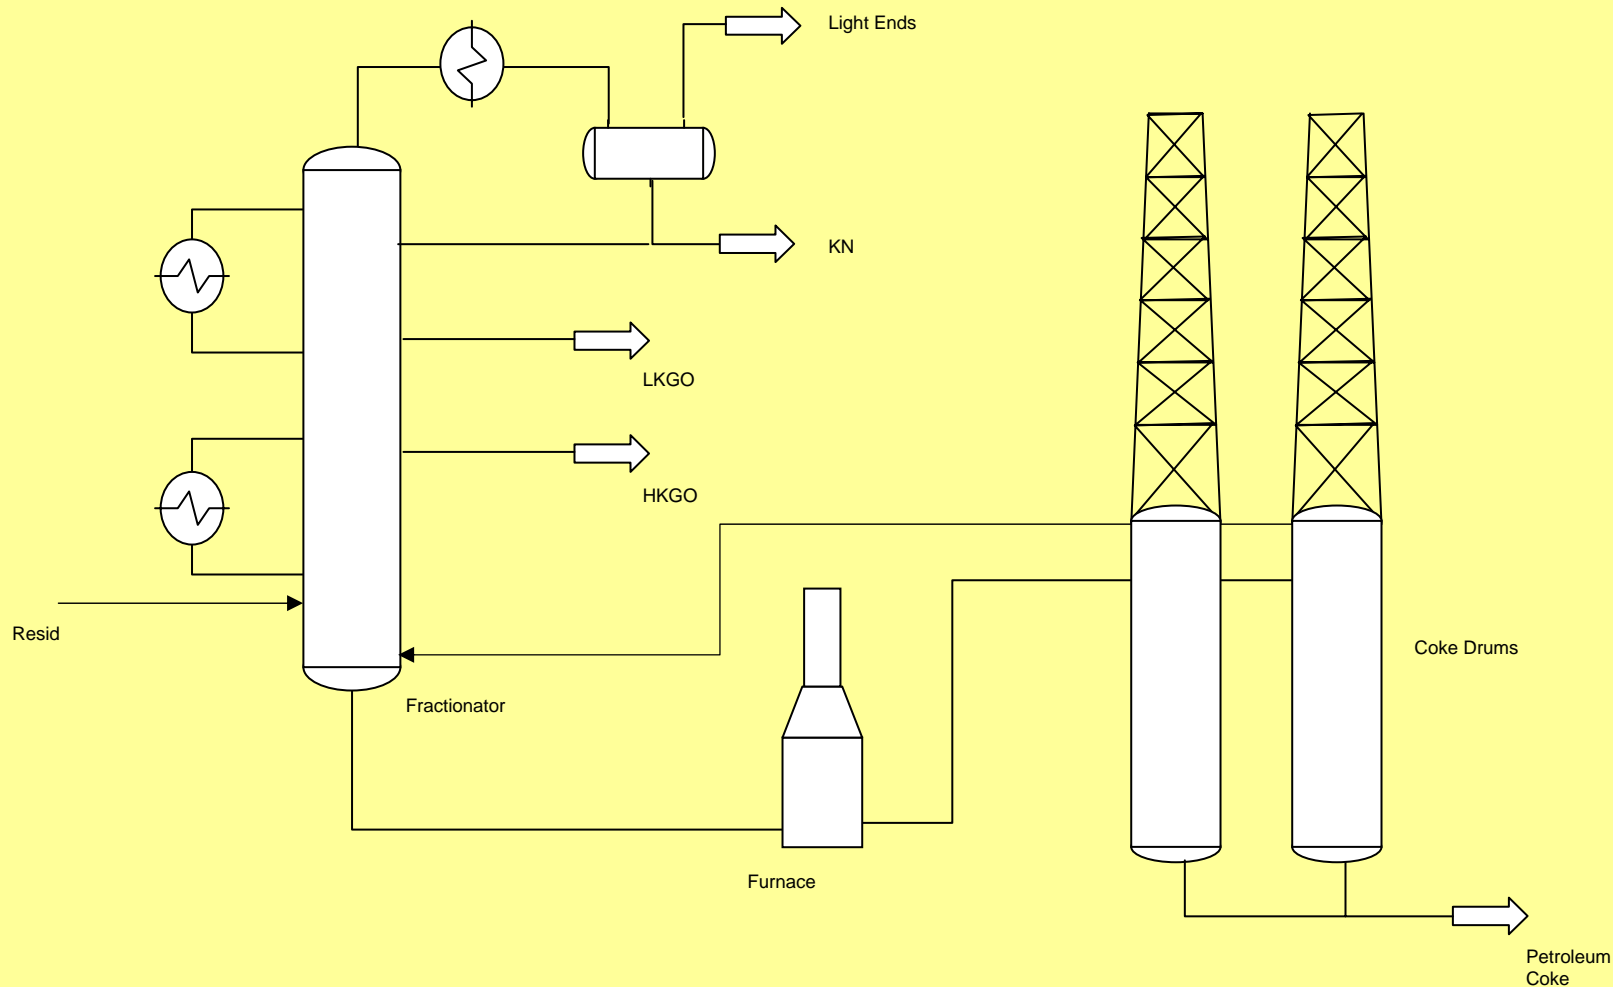 Light Ends
KN
LKGO
HKGO
Resid
Coke Drums
Fractionator
Furnace
Petroleum
Coke